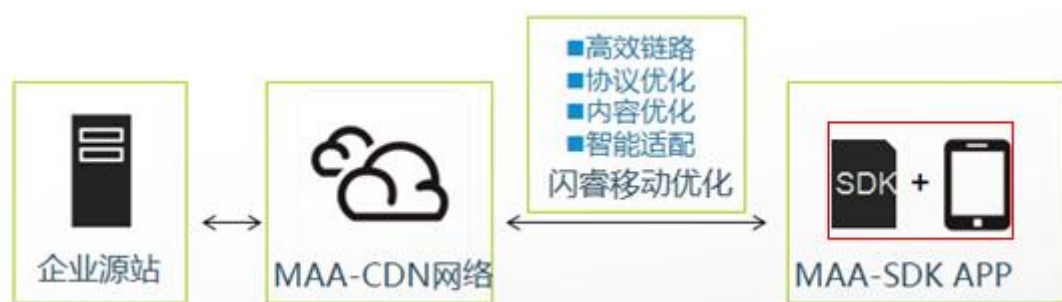 ■高效链路
■协议优化
■内容优化
■智能适配
闪睿移动优化
SDK +
企业源站
MAA-CDN网络
MAA-SDK APP